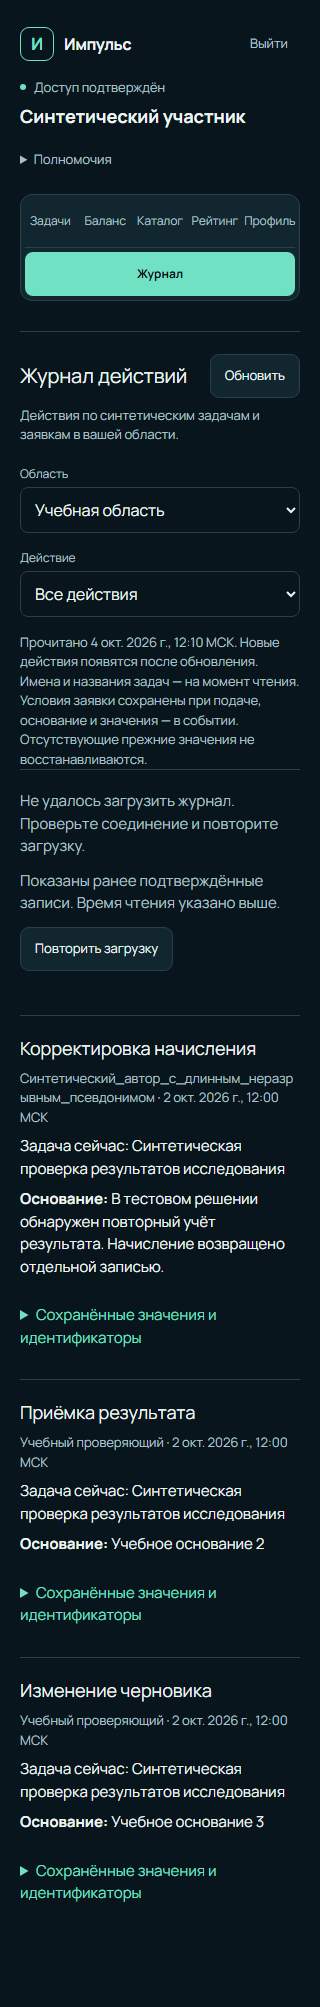 И Импульс Выйти
Доступ подтверждён
Синтетический участник
Полномочия
Задачи Баланс Каталог Рейтинг Профиль
Журнал
Журнал действий Обновить
Действия по синтетическим задачам и
заявкам в вашей области.
Область
Учебная область
Действие
Все действия
Прочитано 4 окт. 2026 г., 12:10 МСК. Новые
действия появятся после обновления.
Имена и названия задач — на момент чтения.
Условия заявки сохранены при подаче,
основание и значения — в событии.
Отсутствующие прежние значения не
восстанавливаются.
Не удалось загрузить журнал.
Проверьте соединение и повторите
загрузку.
Показаны ранее подтверждённые
записи. Время чтения указано выше.
Повторить загрузку
Корректировка начисления
Синтетический_автор_с_длинным_неразр
ывным_псевдонимом · 2 окт. 2026 г., 12:00
МСК
Задача сейчас: Синтетическая
проверка результатов исследования
Основание: В тестовом решении
обнаружен повторный учёт
результата. Начисление возвращено
отдельной записью.
Сохранённые значения и
идентификаторы
Приёмка результата
Учебный проверяющий · 2 окт. 2026 г., 12:00
МСК
Задача сейчас: Синтетическая
проверка результатов исследования
Основание: Учебное основание 2
Сохранённые значения и
идентификаторы
Изменение черновика
Учебный проверяющий · 2 окт. 2026 г., 12:00
МСК
Задача сейчас: Синтетическая
проверка результатов исследования
Основание: Учебное основание 3
Сохранённые значения и
идентификаторы